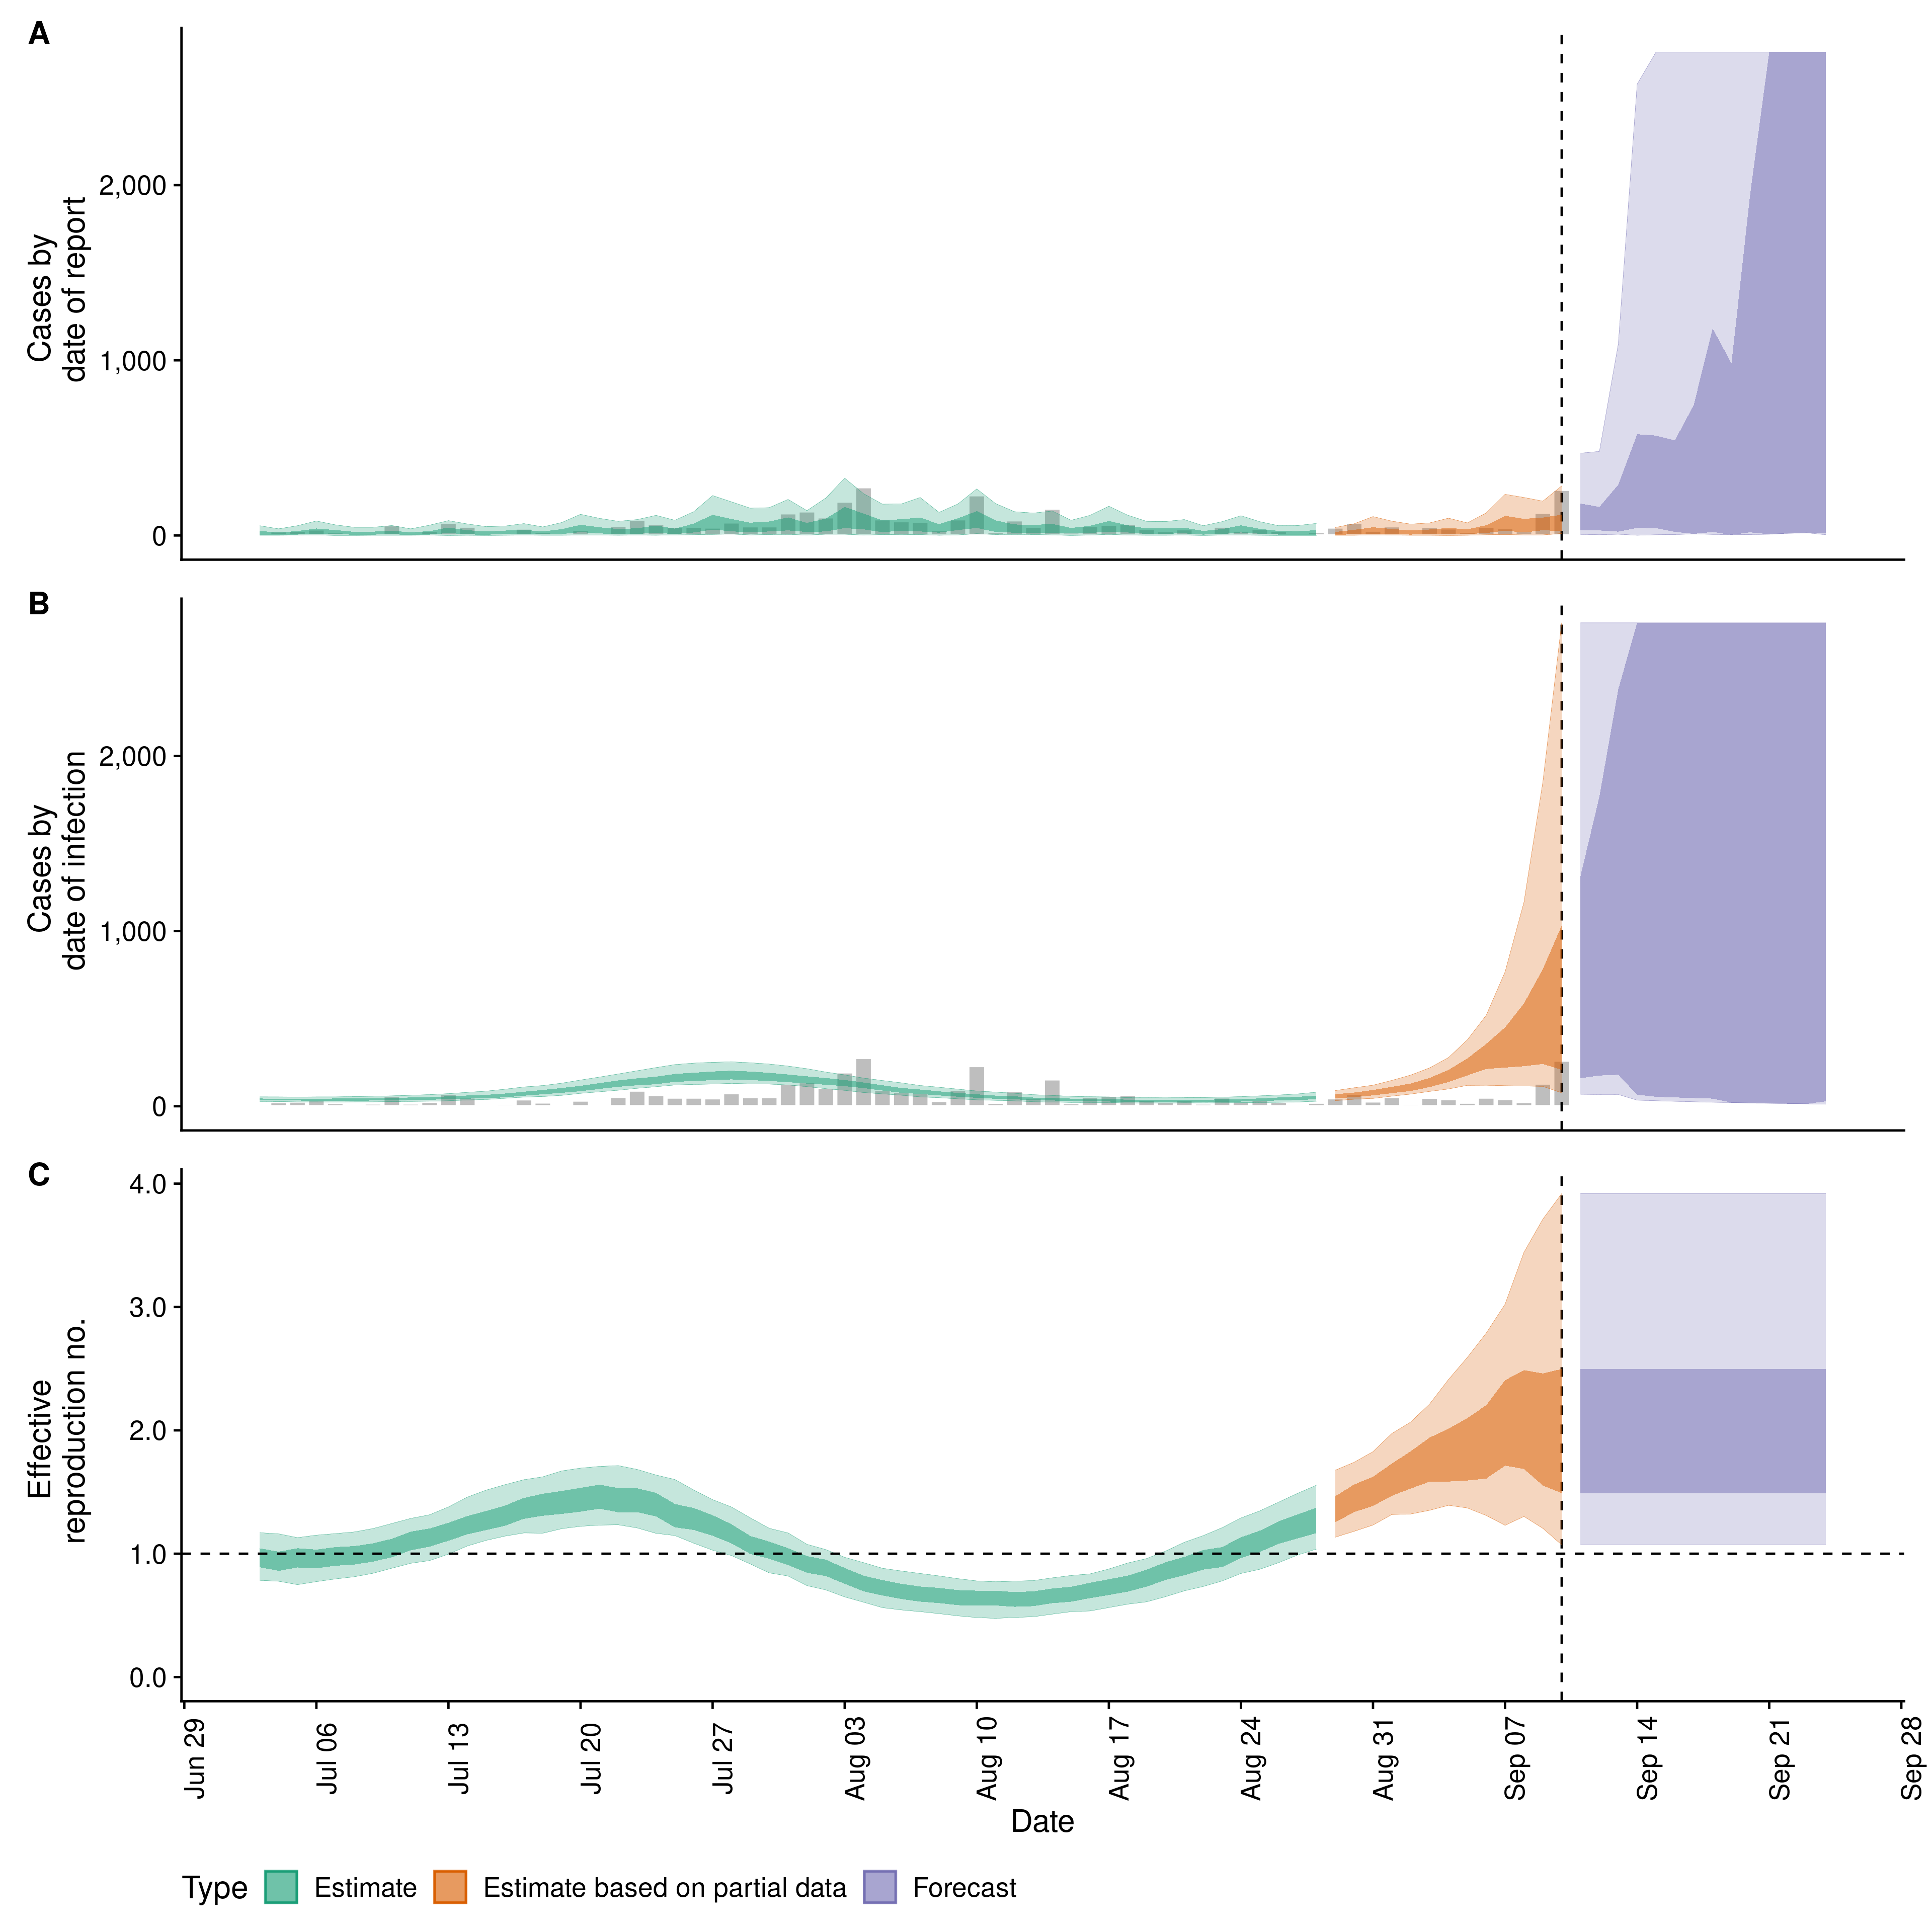 A
Cases by
date of report
2,000
1,000
0
B
Cases by
date of infection
2,000
1,000
0
C
Effective
reproduction no.
4.0
3.0
2.0
1.0
0.0
Jun 29
Jul 06
Jul 13
Jul 20
Jul 27
Aug 03
Aug 10
Aug 17
Aug 24
Aug 31
Sep 07
Sep 14
Sep 21
Sep 28
Date
Type Estimate Estimate based on partial data Forecast